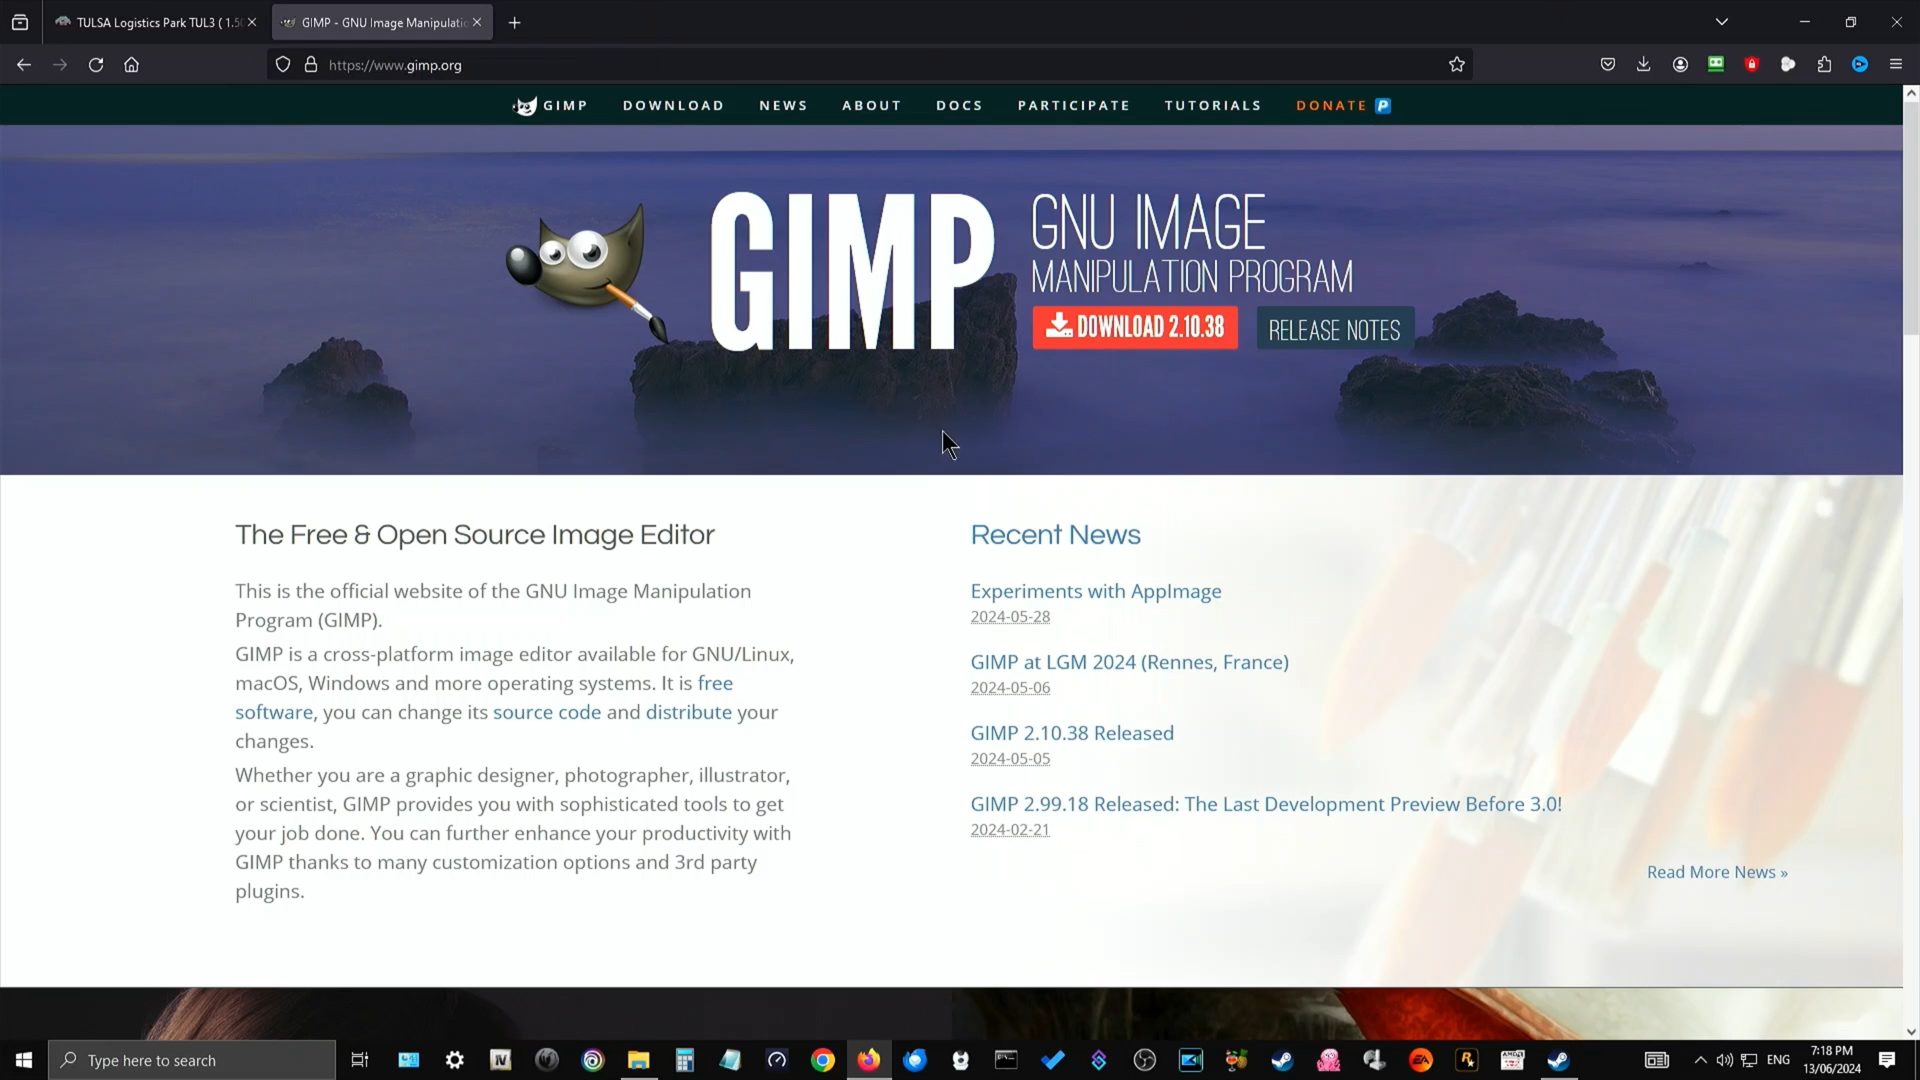 TULSA Logistics Park TUL3 ( 1.50
GIMP - GNU Image Manipulatio
https://www.gimp.org
GIMP
DOWNLOAD
NEWS
ABOUT
DOCS
PARTICIPATE
TUTORIALS
DONATE
GIMP
GNU IMAGE
MANIPULATION PROGRAM
DOWNLOAD 2.10.38
RELEASE NOTES
The Free & Open Source Image Editor
This is the official website of the GNU Image Manipulation
Program (GIMP).
GIMP is a cross-platform image editor available for GNU/Linux,
macOS, Windows and more operating systems. It is free
software, you can change its source code and distribute your
changes.
Whether you are a graphic designer, photographer, illustrator,
or scientist, GIMP provides you with sophisticated tools to get
your job done. You can further enhance your productivity with
GIMP thanks to many customization options and 3rd party
plugins.
Recent News
Experiments with AppImage
2024-05-28
GIMP at LGM 2024 (Rennes, France)
2024-05-06
GIMP 2.10.38 Released
2024-05-05
GIMP 2.99.18 Released: The Last Development Preview Before 3.0!
2024-02-21
Read More News »
Type here to search
IV
EA
ENG
7:18 PM
13/06/2024